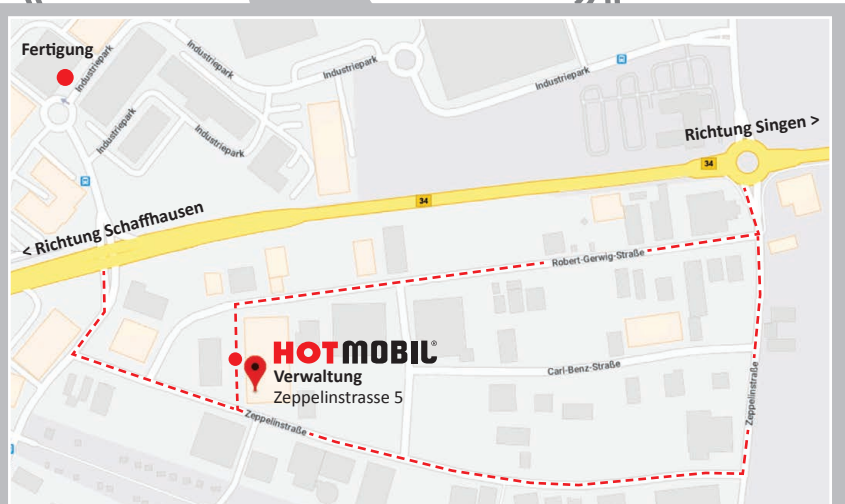 Fertigung
Industriepark
Industriepark
Industriepark
Industriepark
Industriepark
Industriepark
Richtung Singen >
34
34
< Richtung Schaffhausen
Robert-Gerwig-Straße
HOTMOBIL®
Verwaltung
Zeppelinstrasse 5
Carl-Benz-Straße
Zeppelinstraße
Zeppelinstraße